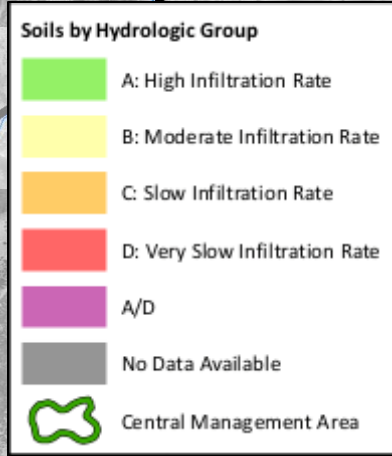 Soils by Hydrologic Group
A: High Infiltration Rate
B: Moderate Infiltration Rate
C: Slow Infiltration Rate
D: Very Slow Infiltration Rate
A/D
No Data Available
Central Management Area